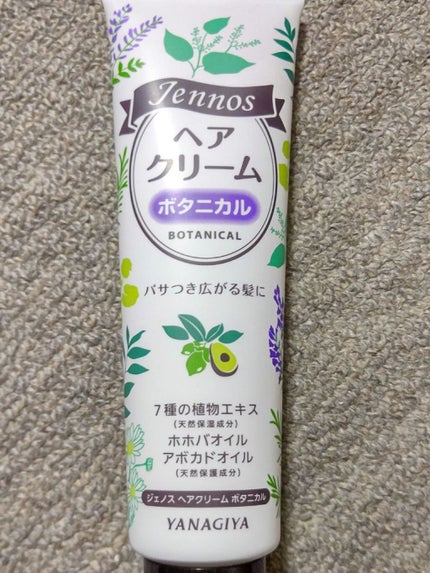 Jennos
ヘア
クリーム
ボタニカル
BOTANICAL
パサつき広がる髪に
7種の植物エキス
(天然保湿成分)
ホホバオイル
アボカドオイル
(天然保護成分)
ジェノス ヘアクリーム ボタニカル
YANAGIYA